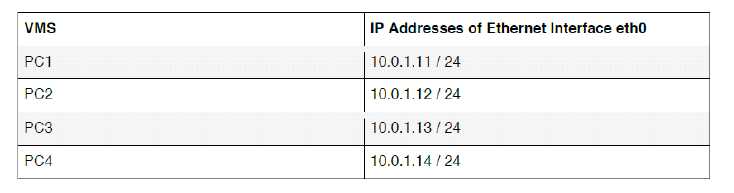 VMS IP Addresses of Ethernet Interface eth0
PC1 10.0.1.11 / 24
PC2 10.0.1.12 / 24
PC3 10.0.1.13 / 24
PC4 10.0.1.14 / 24